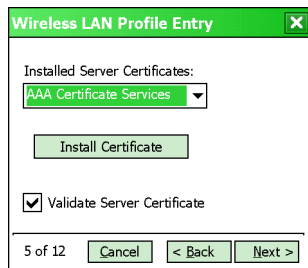 Wireless LAN Profile Entry
Installed Server Certificates:
AAA Certificate Services
Install Certificate
Validate Server Certificate
5 of 12 Cancel < Back Next >